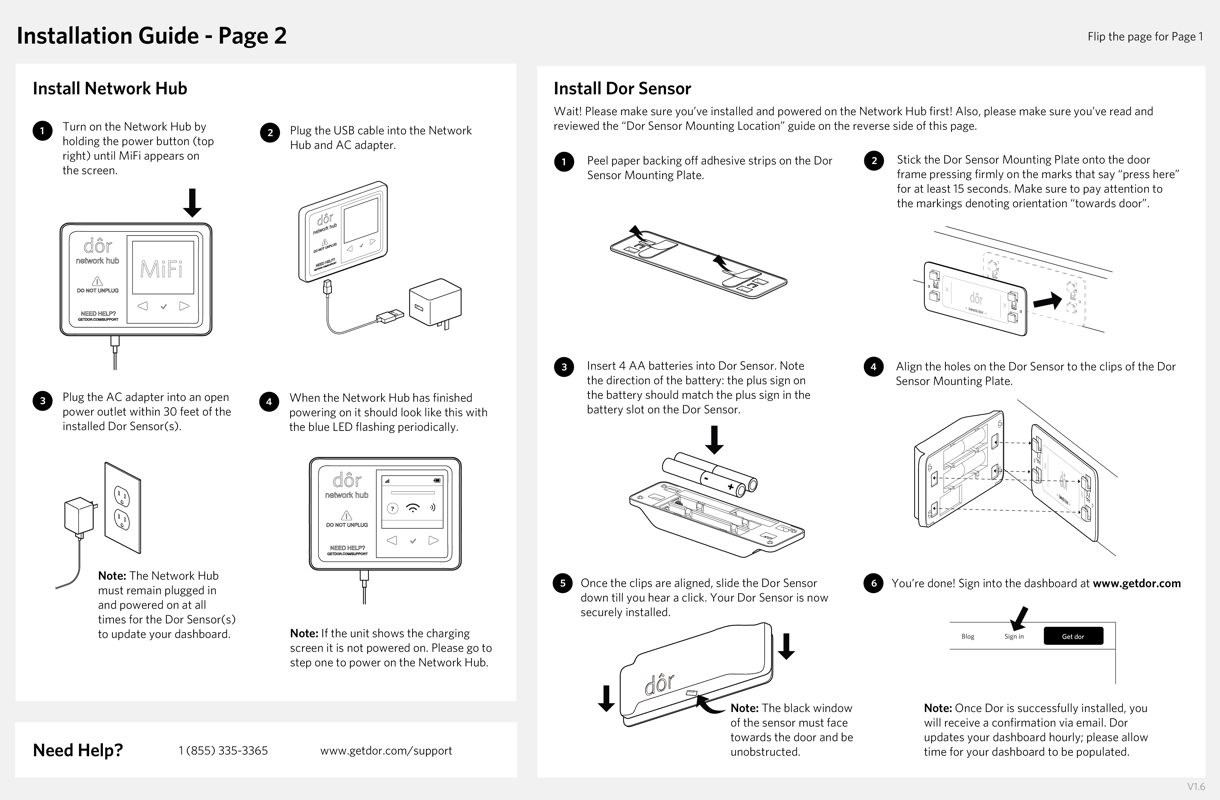 Installation Guide - Page 2
Flip the page for Page 1
Install Network Hub
1
Turn on the Network Hub by
holding the power button (top
right) until MiFi appears on
the screen.
dôr
network hub
DO NOT UNPLUG
NEED HELP?
GETDOR.COM/SUPPORT
MiFi
2
Plug the USB cable into the Network
Hub and AC adapter.
dôr
network hub
DO NOT UNPLUG
NEED HELP?
GETDOR.COM/SUPPORT
3
Plug the AC adapter into an open
power outlet within 30 feet of the
installed Dor Sensor(s).
Note: The Network Hub
must remain plugged in
and powered on at all
times for the Dor Sensor(s)
to update your dashboard.
4
When the Network Hub has finished
powering on it should look like this with
the blue LED flashing periodically.
dôr
network hub
DO NOT UNPLUG
NEED HELP?
GETDOR.COM/SUPPORT
?
Note: If the unit shows the charging
screen it is not powered on. Please go to
step one to power on the Network Hub.
Need Help?
1 (855) 335-3365
www.getdor.com/support
Install Dor Sensor
Wait! Please make sure you've installed and powered on the Network Hub first! Also, please make sure you've read and
reviewed the “Dor Sensor Mounting Location” guide on the reverse side of this page.
1
Peel paper backing off adhesive strips on the Dor
Sensor Mounting Plate.
2
Stick the Dor Sensor Mounting Plate onto the door
frame pressing firmly on the marks that say “press here”
for at least 15 seconds. Make sure to pay attention to
the markings denoting orientation “towards door”.
dôr
3
Insert 4 AA batteries into Dor Sensor. Note
the direction of the battery: the plus sign on
the battery should match the plus sign in the
battery slot on the Dor Sensor.
- +
4
Align the holes on the Dor Sensor to the clips of the Dor
Sensor Mounting Plate.
dôr
5
Once the clips are aligned, slide the Dor Sensor
down till you hear a click. Your Dor Sensor is now
securely installed.
dôr
Note: The black window
of the sensor must face
towards the door and be
unobstructed.
6
You're done! Sign into the dashboard at www.getdor.com
Blog
Sign in
Get dor
Note: Once Dor is successfully installed, you
will receive a confirmation via email. Dor
updates your dashboard hourly; please allow
time for your dashboard to be populated.
V1.6